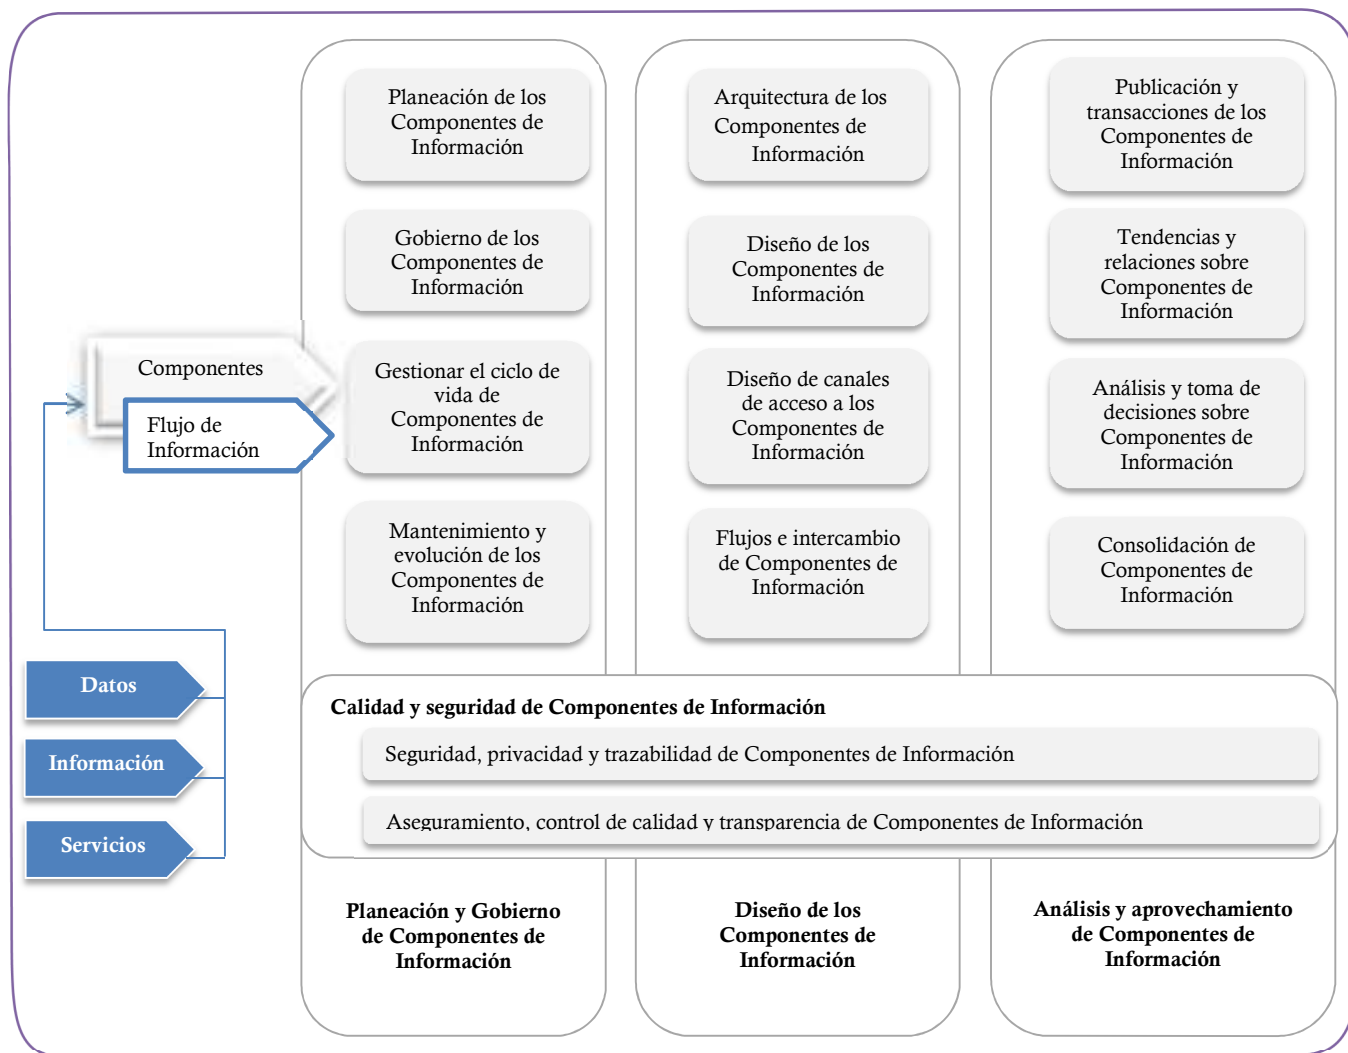 Planeación de los
Componentes de
Información
Gobierno de los
Componentes de
Información
Gestionar el ciclo de
vida de
Componentes de
Información
Mantenimiento y
evolución de los
Componentes de
Información
Arquitectura de los
Componentes de
Información
Diseño de los
Componentes de
Información
Diseño de canales
de acceso a los
Componentes de
Información
Flujos e intercambio
de Componentes de
Información
Publicación y
transacciones de los
Componentes de
Información
Tendencias y
relaciones sobre
Componentes de
Información
Análisis y toma de
decisiones sobre
Componentes de
Información
Consolidación de
Componentes de
Información
Componentes
Flujo de
Información
Datos
Información
Servicios
Calidad y seguridad de Componentes de Información
Seguridad, privacidad y trazabilidad de Componentes de Información
Aseguramiento, control de calidad y transparencia de Componentes de Información
Planeación y Gobierno
de Componentes de
Información
Diseño de los
Componentes de
Información
Análisis y aprovechamiento
de Componentes de
Información